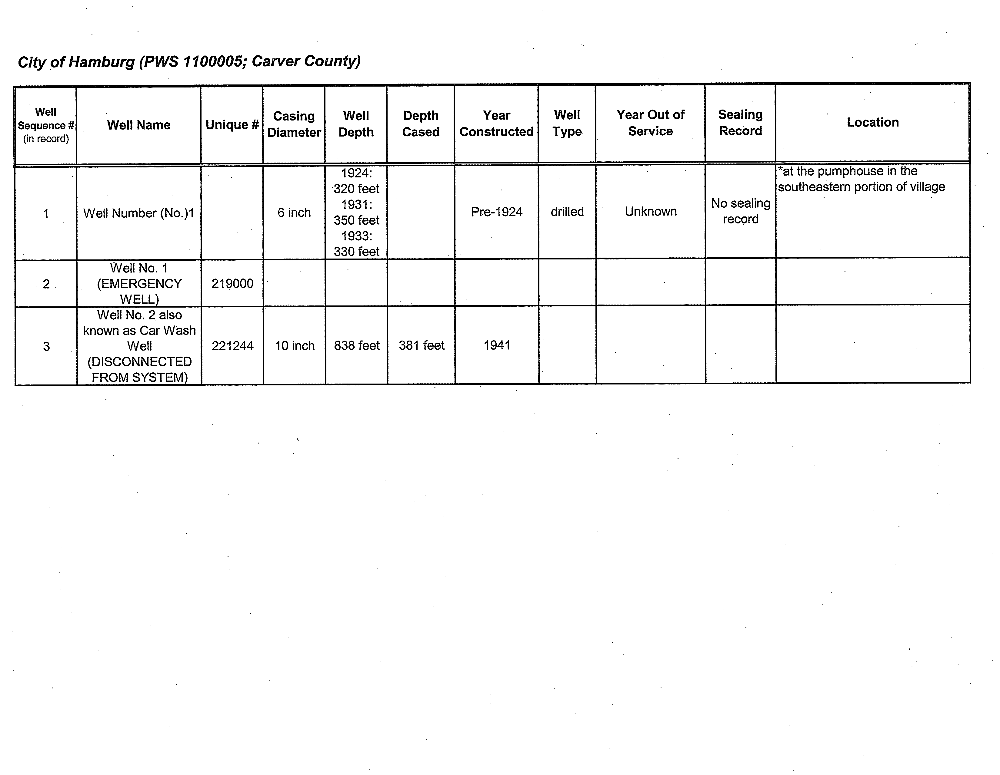 City of Hamburg (PWS 1100005; Carver County)
Well
Sequence #
(in record)
Well Name
Unique #
Casing
Diameter
Well
Depth
Depth
Cased
Year
Constructed
Well
Type
Year Out of
Service
Sealing
Record
Location
1
Well Number (No.)1
6 inch
1924:
320 feet
1931:
350 feet
1933:
330 feet
Pre-1924
drilled
Unknown
No sealing
record
*at the pumphouse in the
southeastern portion of village
2
Well No. 1
(EMERGENCY
WELL)
219000
3
Well No. 2 also
known as Car Wash
Well
(DISCONNECTED
FROM SYSTEM)
221244
10 inch
838 feet
381 feet
1941